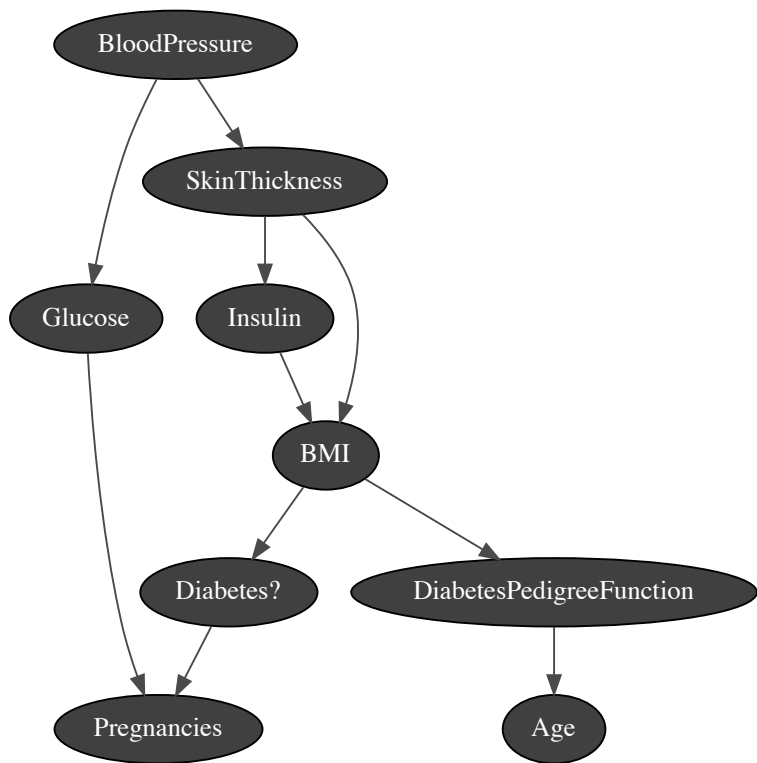 BloodPressure
SkinThickness
Glucose
Insulin
BMI
Diabetes?
DiabetesPedigreeFunction
Pregnancies
Age